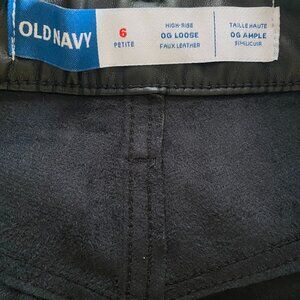 OLD NAVY
6
PETITE
HIGH-RISE
OG LOOSE
FAUX LEATHER
TAILLE HAUTE
OG AMPLE
SIMILICUIR